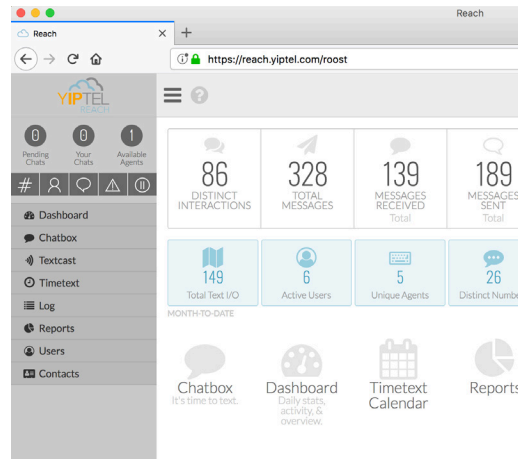 Reach
Reach
https://reach.yiptel.com/roost
YIPTEL
REACH
0
0
1
Pending
Chats
Your
Chats
Available
Agents
Dashboard
Chatbox
Textcast
Timetext
Log
Reports
Users
Contacts
86
DISTINCT
INTERACTIONS
328
TOTAL
MESSAGES
139
MESSAGES
RECEIVED
Total
189
MESSAGES
SENT
Total
149
Total Text I/O
6
Active Users
5
Unique Agents
26
Distinct Numbe
MONTH-TO-DATE
Chatbox
It's time to text.
Dashboard
Daily stats,
activity, &
overview.
Timetext
Calendar
Reports